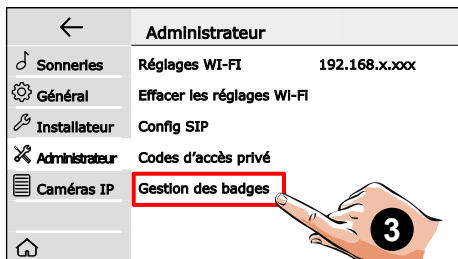 Administrateur
Sonneries
Réglages WI-FI 192.168.x.xxx
Général
Effacer les réglages Wi-Fi
Installateur
Config SIP
Administrateur
Codes d'accès privé
Caméras IP
Gestion des badges
3